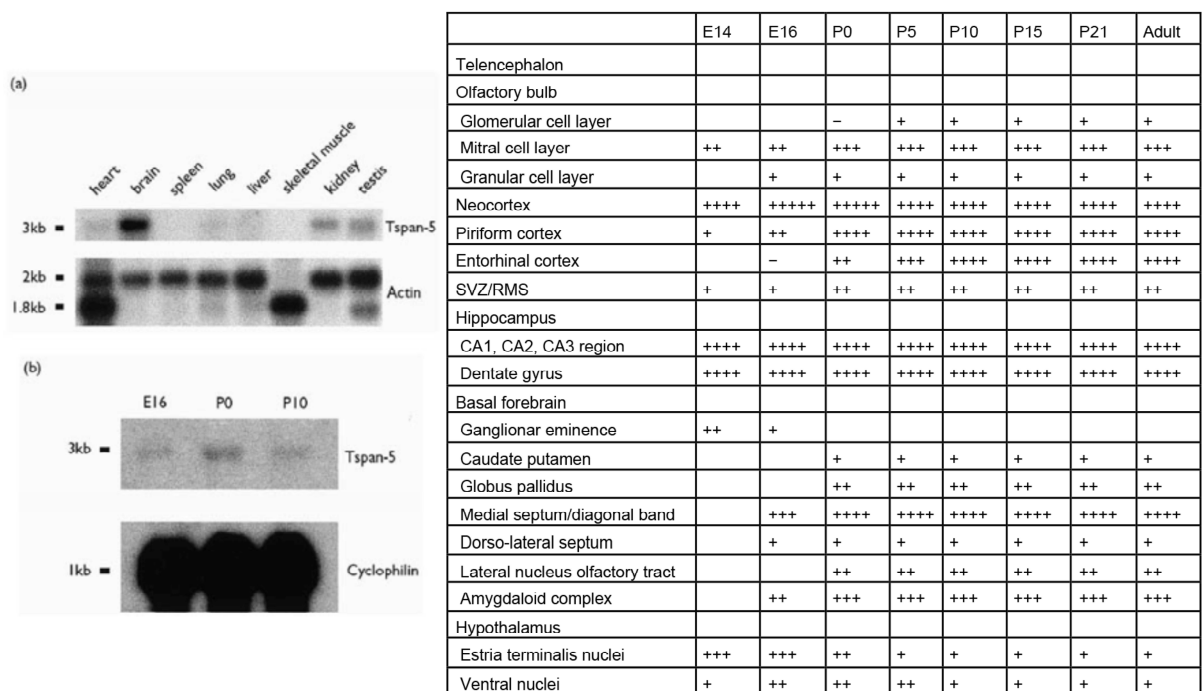 (a)
heart brain spleen lung liver skeletal muscle kidney testis
3kb Tspan-5
2kb
Actin
1.8kb
(b)
E16 P0 P10
3kb Tspan-5
1kb Cyclophilin
E14 E16 P0 P5 P10 P15 P21 Adult
Telencephalon
Olfactory bulb
Glomerular cell layer − + + + + +
Mitral cell layer ++ ++ +++ +++ +++ +++ +++ +++
Granular cell layer + + + + + + +
Neocortex ++++ +++++ +++++ ++++ ++++ ++++ ++++ ++++
Piriform cortex + ++ ++++ ++++ ++++ ++++ ++++ ++++
Entorhinal cortex − ++ +++ ++++ ++++ ++++ ++++
SVZ/RMS + + ++ ++ ++ ++ ++ ++
Hippocampus
CA1, CA2, CA3 region ++++ ++++ ++++ ++++ ++++ ++++ ++++ ++++
Dentate gyrus ++++ ++++ ++++ ++++ ++++ ++++ ++++ ++++
Basal forebrain
Ganglionar eminence ++ +
Caudate putamen + + + + + +
Globus pallidus ++ ++ ++ ++ ++ ++
Medial septum/diagonal band +++ ++++ ++++ ++++ ++++ ++++ ++++
Dorso-lateral septum + + + + + + +
Lateral nucleus olfactory tract ++ ++ ++ ++ ++ ++
Amygdaloid complex ++ +++ +++ +++ +++ +++ +++
Hypothalamus
Estria terminalis nuclei +++ +++ ++ + + + + +
Ventral nuclei + ++ ++ ++ + + + +